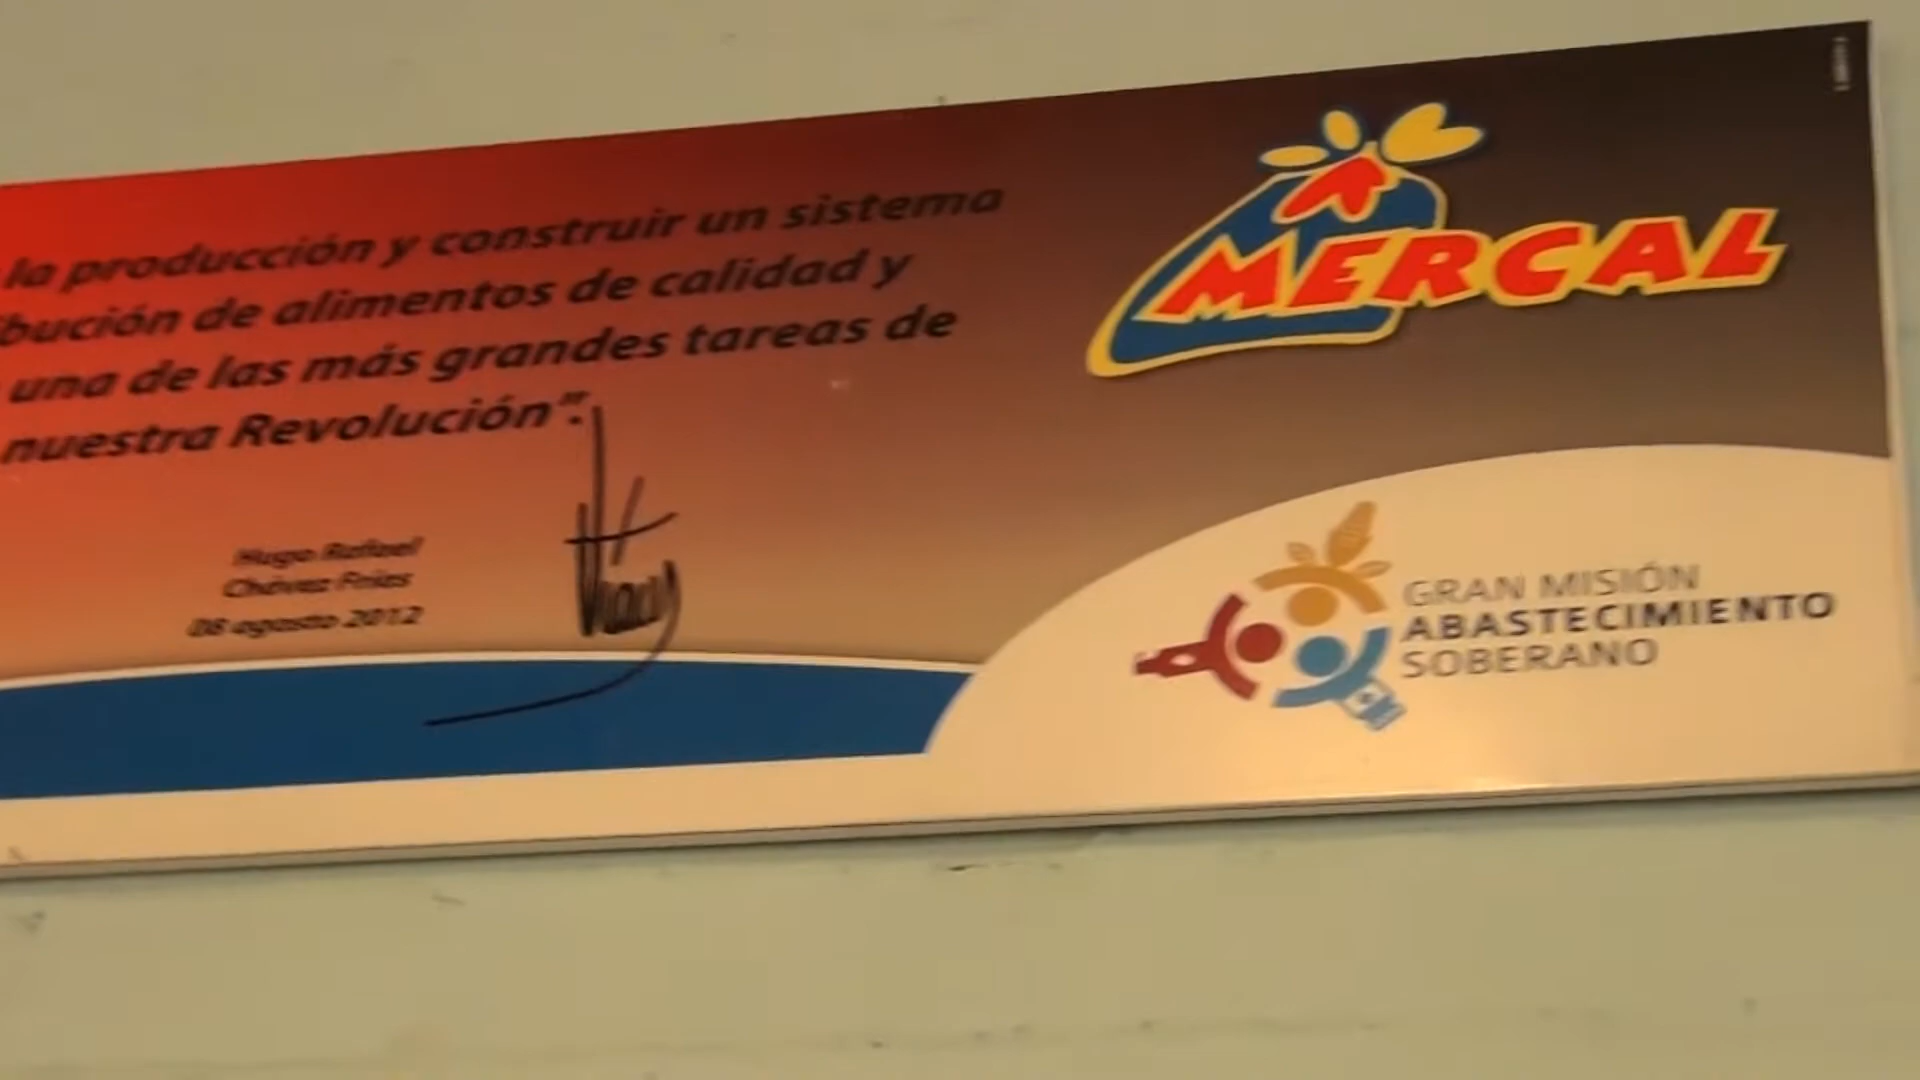 la producción y construir un sistema
bución de alimentos de calidad y
una de las más grandes tareas de
nuestra Revolución".
Hugo Rafael
Chávez Frías
08 agosto 2012
MERCAL
GRAN MISIÓN
ABASTECIMIENTO
SOBERANO